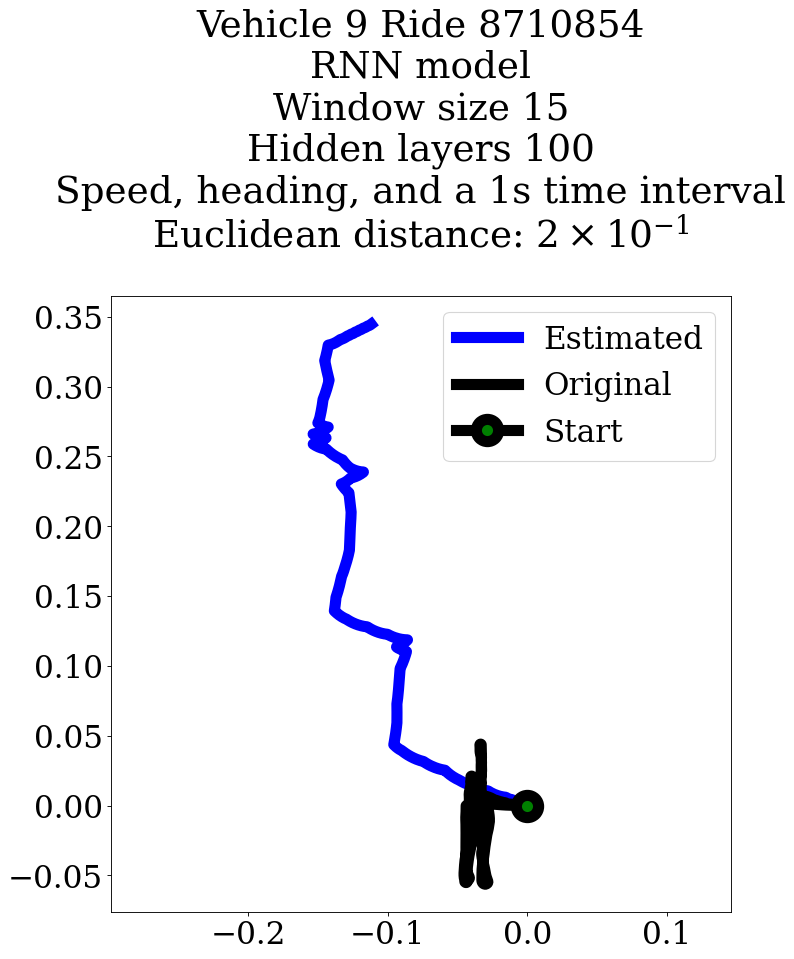 Vehicle 9 Ride 8710854
RNN model
Window size 15
Hidden layers 100
Speed, heading, and a 1s time interval
Euclidean distance: 2 × 10⁻¹
Estimated
Original
Start
0.35
0.30
0.25
0.20
0.15
0.10
0.05
0.00
−0.05
−0.2 −0.1 0.0 0.1